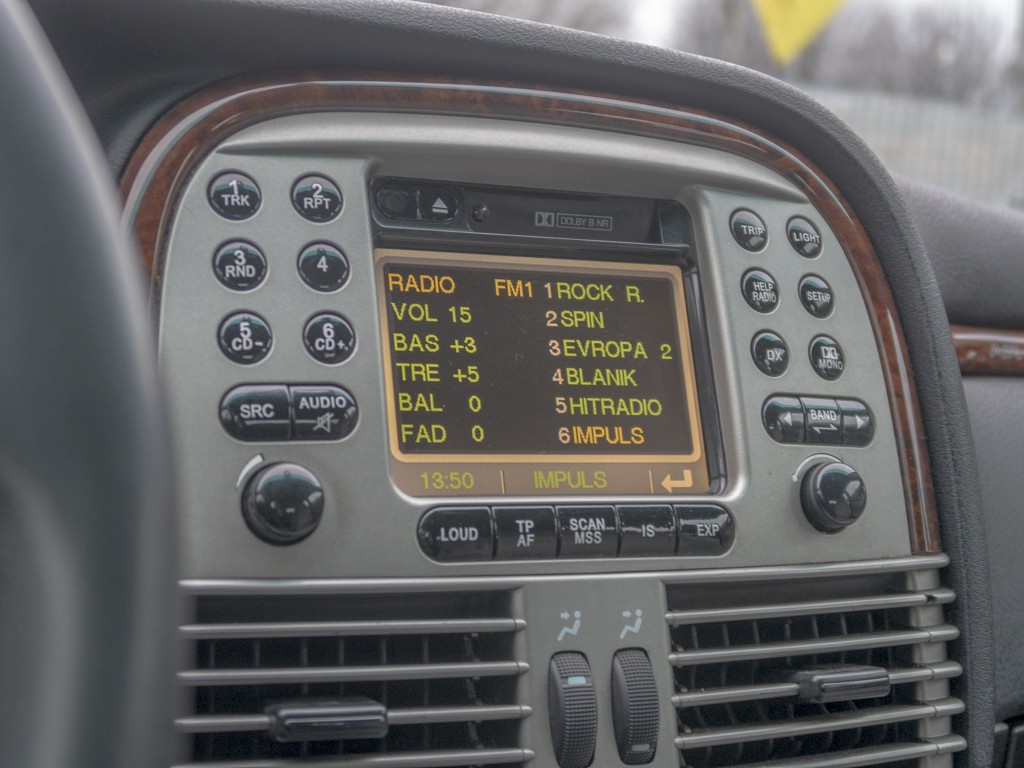 1 TRK
2 RPT
3 RND
4
5 CD-
6 CD+
SRC
AUDIO
DOLBY B NR
RADIO FM1 1 ROCK R.
VOL 15 2 SPIN
BAS +3 3 EVROPA 2
TRE +5 4 BLANIK
BAL 0 5 HITRADIO
FAD 0 6 IMPULS
13:50 IMPULS
LOUD
TP AF
SCAN MSS
IS
EXP
TRIP
LIGHT
HELP RADIO
SETUP
DX
MONO
BAND